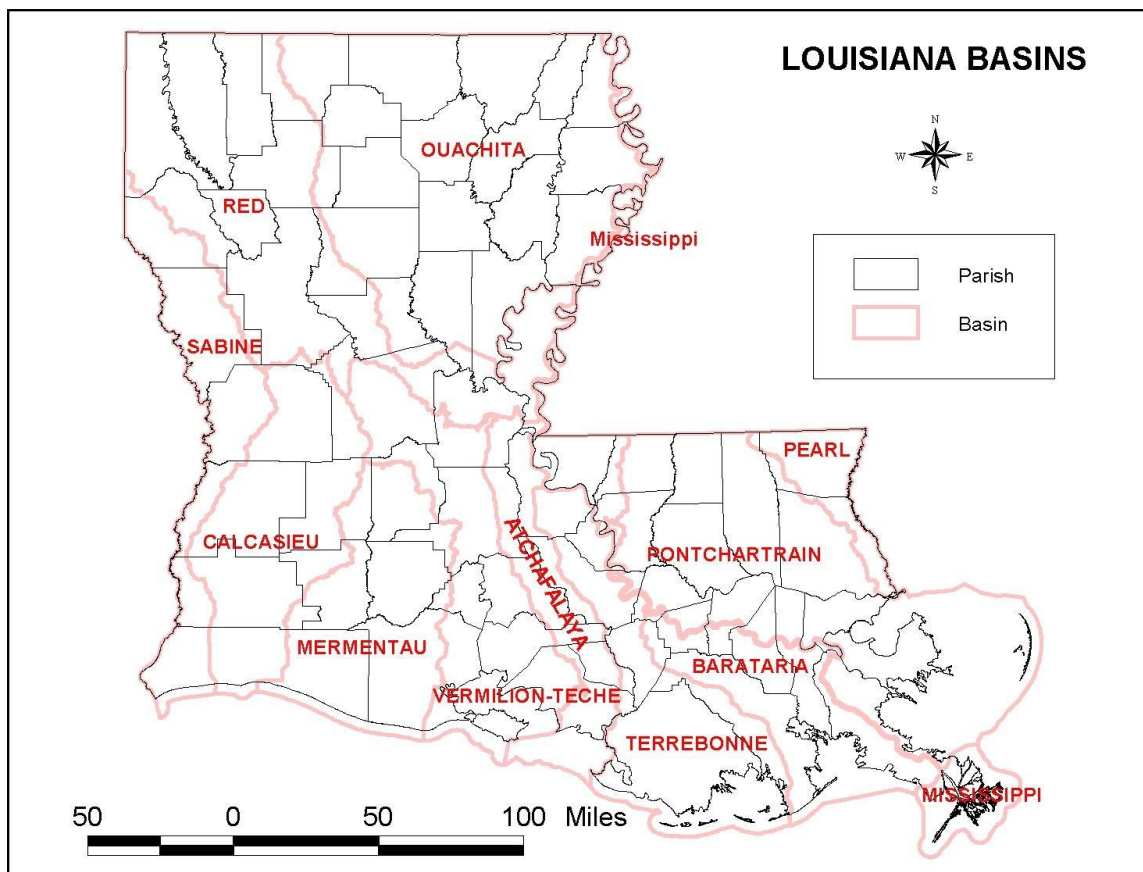 LOUISIANA BASINS
N
W E
S
OUACHITA
RED
Mississippi
Parish
Basin
SABINE
PEARL
CALCASIEU
ATCHAFALAYA
PONTCHARTRAIN
MERMENTAU
BARATARIA
VERMILION-TECHE
TERREBONNE
MISSISSIPPI
50 0 50 100 Miles